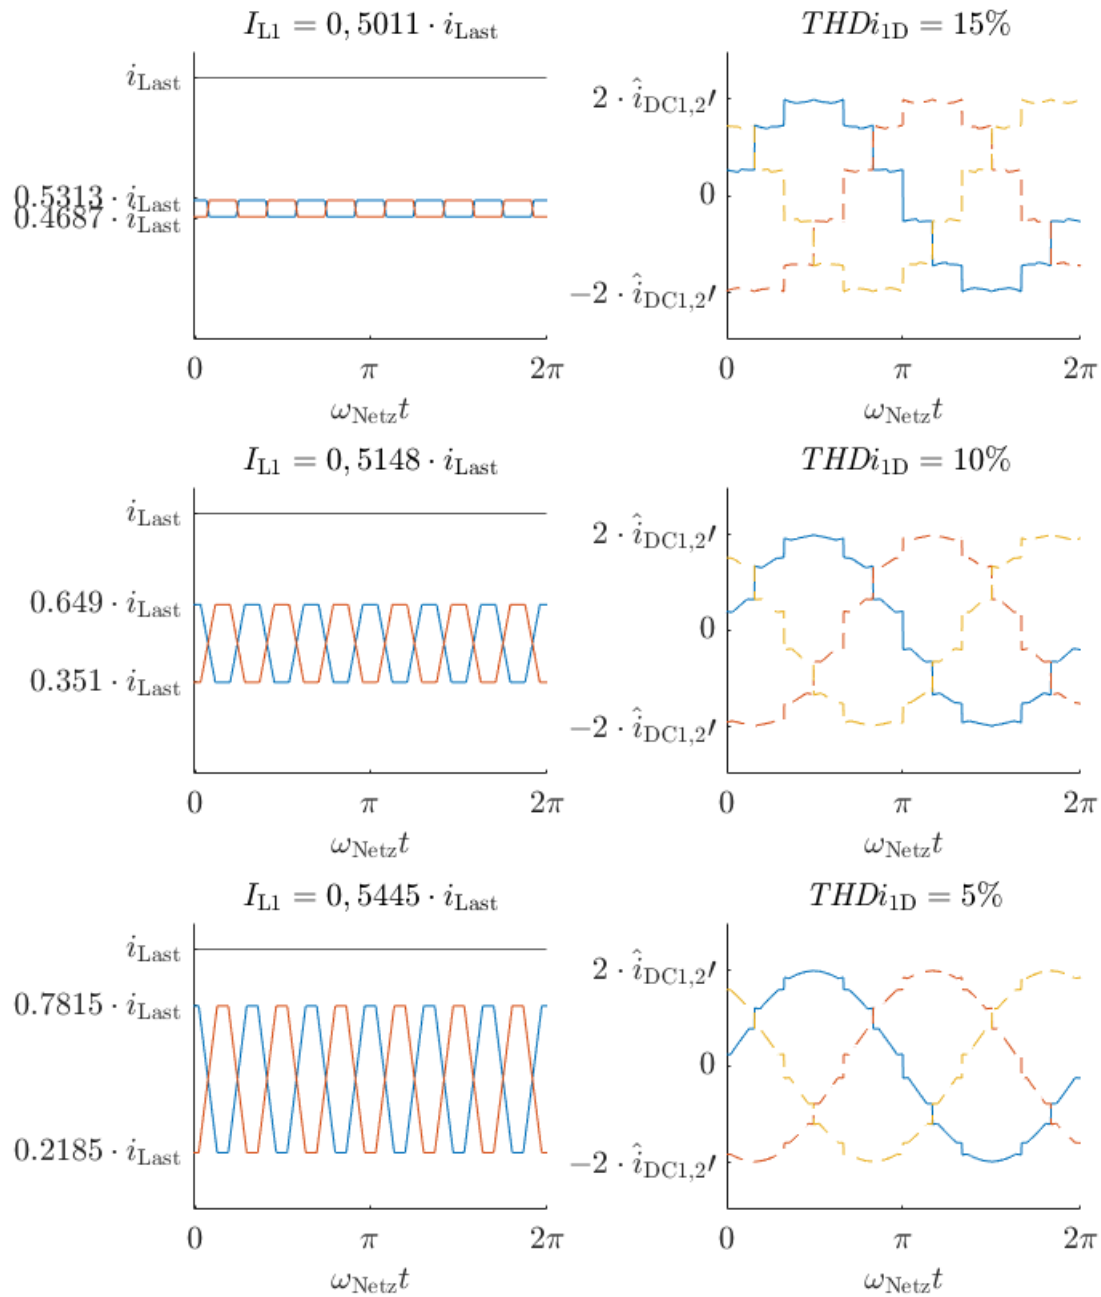 I_L1 = 0,5011 · i_Last
THDi_1D = 15%
i_Last
0.5313 · i_Last
0.4687 · i_Last
0
π
2π
ω_Netz t
2 · î_DC1,2′
0
−2 · î_DC1,2′
0
π
2π
ω_Netz t
I_L1 = 0,5148 · i_Last
THDi_1D = 10%
i_Last
0.649 · i_Last
0.351 · i_Last
0
π
2π
ω_Netz t
2 · î_DC1,2′
0
−2 · î_DC1,2′
0
π
2π
ω_Netz t
I_L1 = 0,5445 · i_Last
THDi_1D = 5%
i_Last
0.7815 · i_Last
0.2185 · i_Last
0
π
2π
ω_Netz t
2 · î_DC1,2′
0
−2 · î_DC1,2′
0
π
2π
ω_Netz t